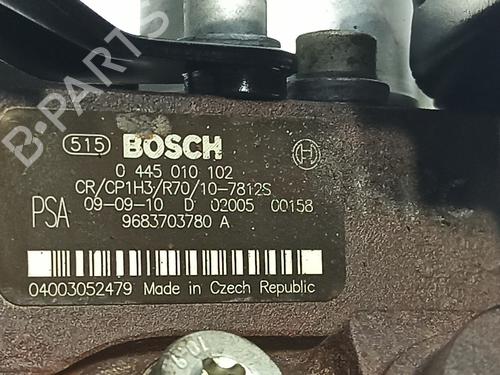 B-PARTS
515 BOSCH
0 445 010 102
CR/CP1H3/R70/10-7812S
PSA 09-09-10 D 02005 00158
9683703780 A
04003052479 Made in Czech Republic